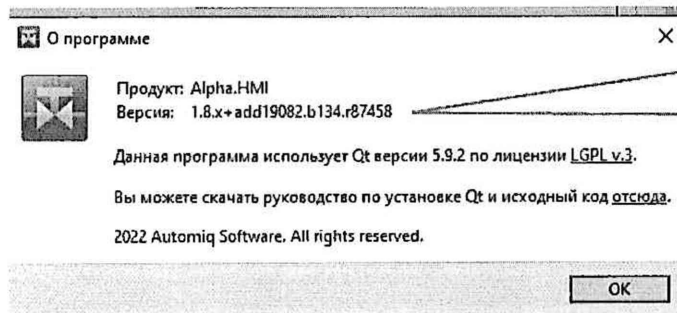 О программе
Продукт: Alpha.HMI
Версия: 1.8.x+add19082.b134.r87458
Данная программа использует Qt версии 5.9.2 по лицензии LGPL v.3.
Вы можете скачать руководство по установке Qt и исходный код отсюда.
2022 Automiq Software. All rights reserved.
OK